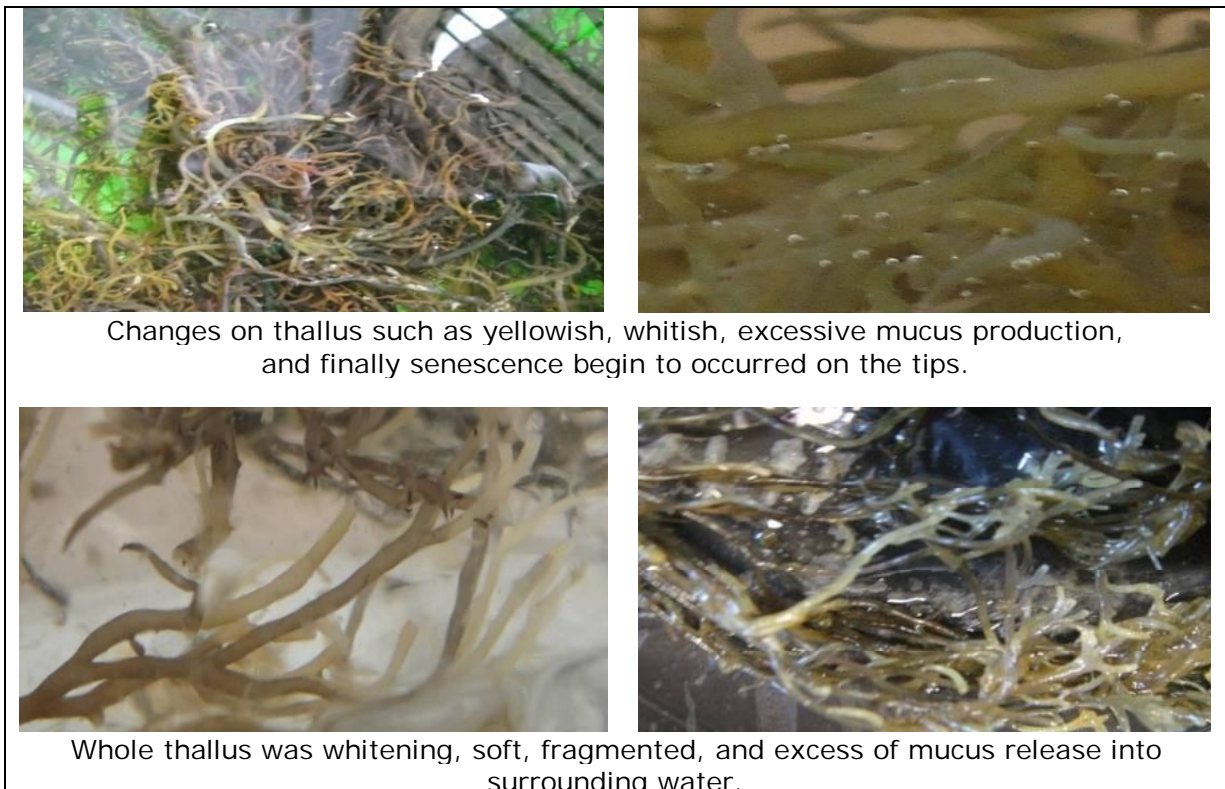 Changes on thallus such as yellowish, whitish, excessive mucus production,
and finally senescence begin to occurred on the tips.
Whole thallus was whitening, soft, fragmented, and excess of mucus release into
surrounding water.